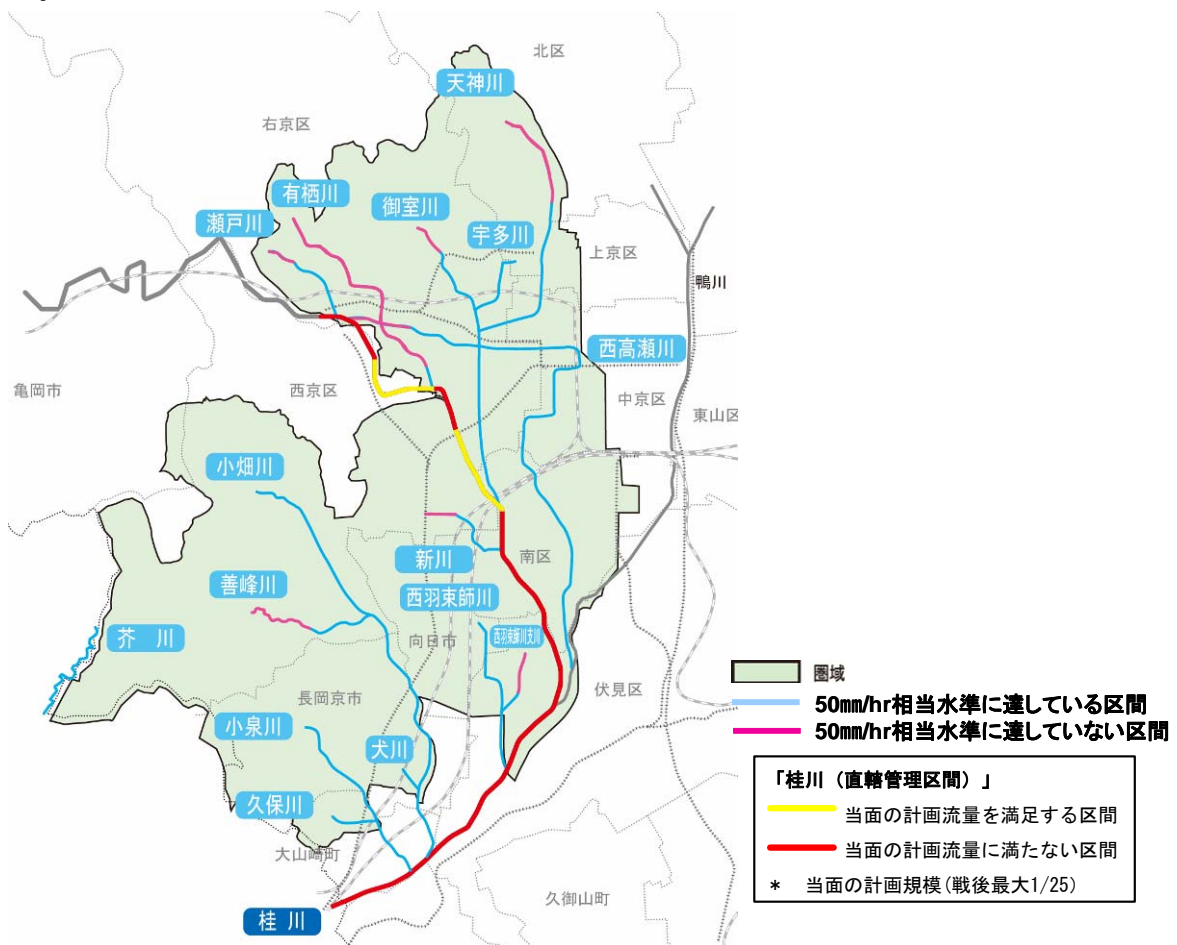 北区
天神川
右京区
有栖川
御室川
瀬戸川
宇多川
上京区
鴨川
西高瀬川
亀岡市
西京区
中京区
東山区
小畑川
新川
南区
善峰川
西羽束師川
西羽束師川支川
芥 川
向日市
伏見区
長岡京市
小泉川
犬川
久保川
大山崎町
久御山町
桂 川
圏域
50㎜/hr相当水準に達している区間
50㎜/hr相当水準に達していない区間
「桂川（直轄管理区間）」
当面の計画流量を満足する区間
当面の計画流量に満たない区間
* 当面の計画規模(戦後最大1/25)